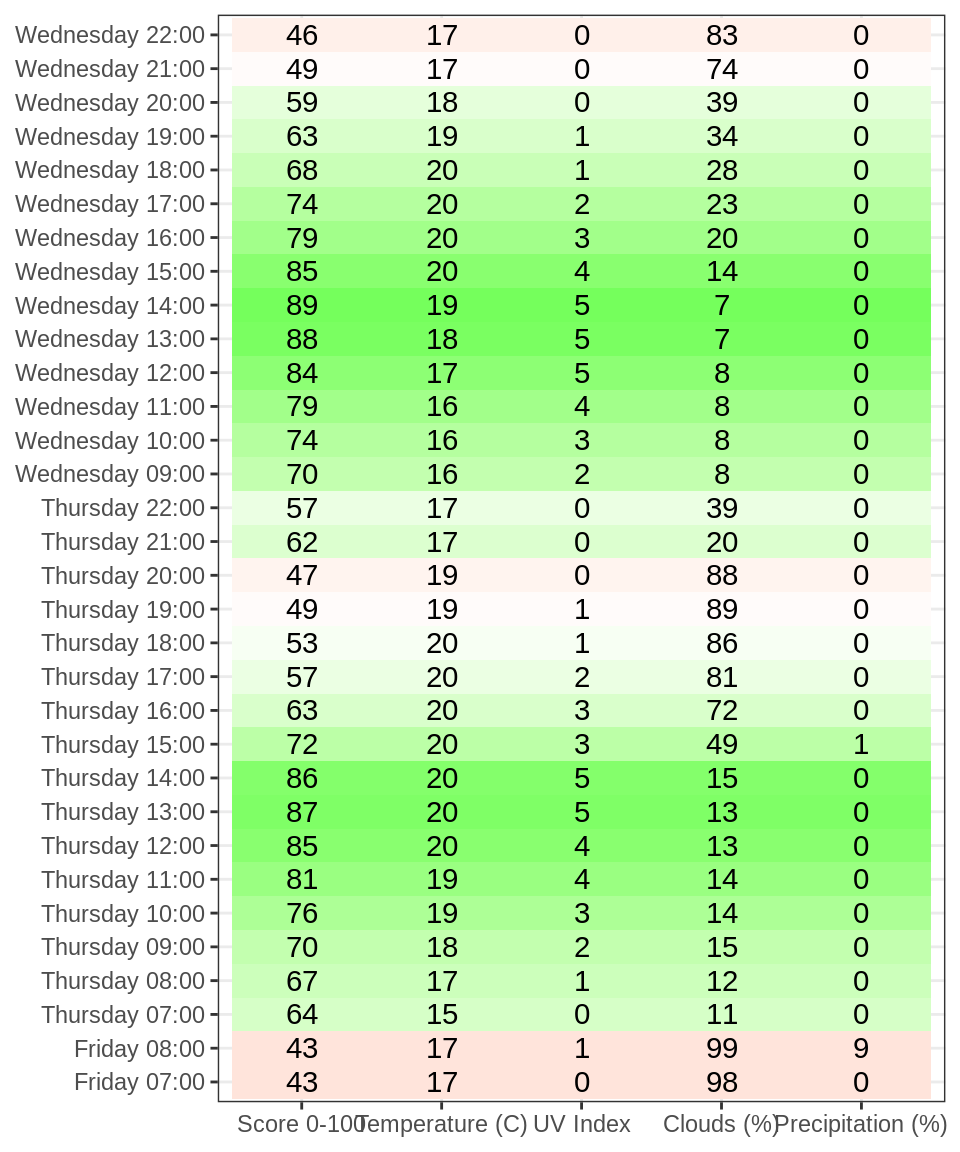 Wednesday 22:00 46 17 0 83 0
Wednesday 21:00 49 17 0 74 0
Wednesday 20:00 59 18 0 39 0
Wednesday 19:00 63 19 1 34 0
Wednesday 18:00 68 20 1 28 0
Wednesday 17:00 74 20 2 23 0
Wednesday 16:00 79 20 3 20 0
Wednesday 15:00 85 20 4 14 0
Wednesday 14:00 89 19 5 7 0
Wednesday 13:00 88 18 5 7 0
Wednesday 12:00 84 17 5 8 0
Wednesday 11:00 79 16 4 8 0
Wednesday 10:00 74 16 3 8 0
Wednesday 09:00 70 16 2 8 0
Thursday 22:00 57 17 0 39 0
Thursday 21:00 62 17 0 20 0
Thursday 20:00 47 19 0 88 0
Thursday 19:00 49 19 1 89 0
Thursday 18:00 53 20 1 86 0
Thursday 17:00 57 20 2 81 0
Thursday 16:00 63 20 3 72 0
Thursday 15:00 72 20 3 49 1
Thursday 14:00 86 20 5 15 0
Thursday 13:00 87 20 5 13 0
Thursday 12:00 85 20 4 13 0
Thursday 11:00 81 19 4 14 0
Thursday 10:00 76 19 3 14 0
Thursday 09:00 70 18 2 15 0
Thursday 08:00 67 17 1 12 0
Thursday 07:00 64 15 0 11 0
Friday 08:00 43 17 1 99 9
Friday 07:00 43 17 0 98 0
Score 0-100 Temperature (C) UV Index Clouds (%) Precipitation (%)